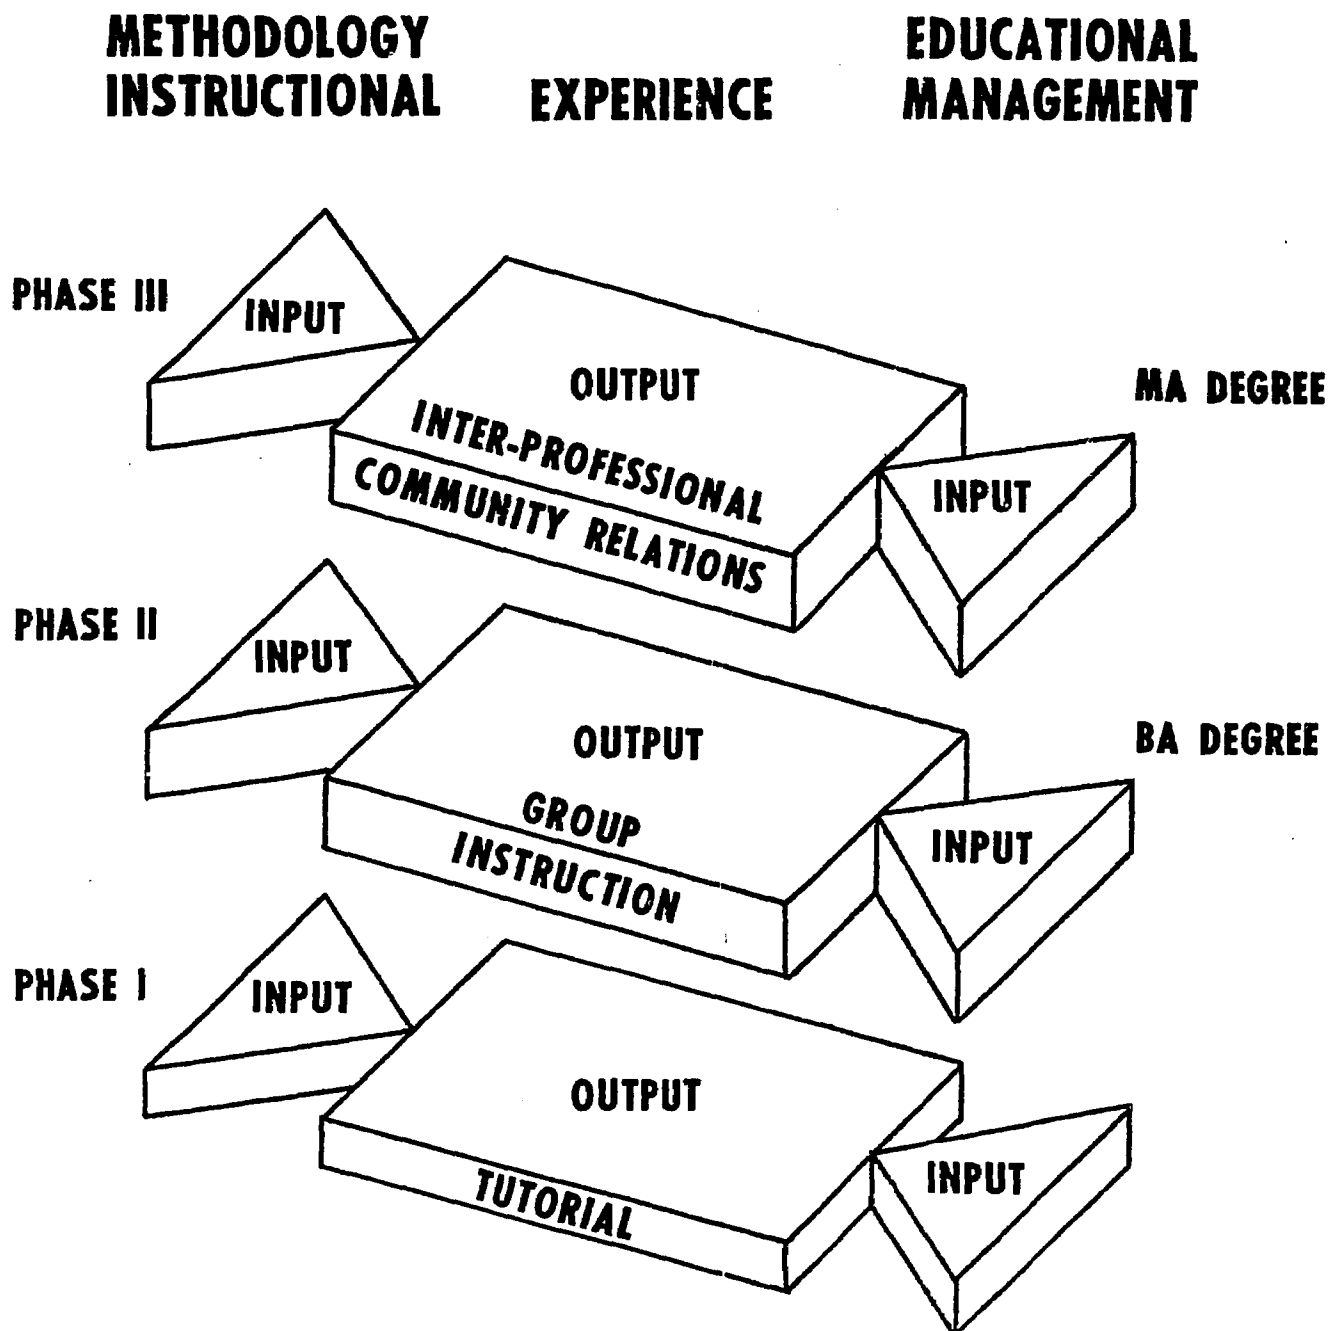 METHODOLOGY
INSTRUCTIONAL
EXPERIENCE
EDUCATIONAL
MANAGEMENT
PHASE III
INPUT
OUTPUT
INTER-PROFESSIONAL
COMMUNITY RELATIONS
INPUT
MA DEGREE
PHASE II
INPUT
OUTPUT
GROUP
INSTRUCTION
INPUT
BA DEGREE
PHASE I
INPUT
OUTPUT
TUTORIAL
INPUT